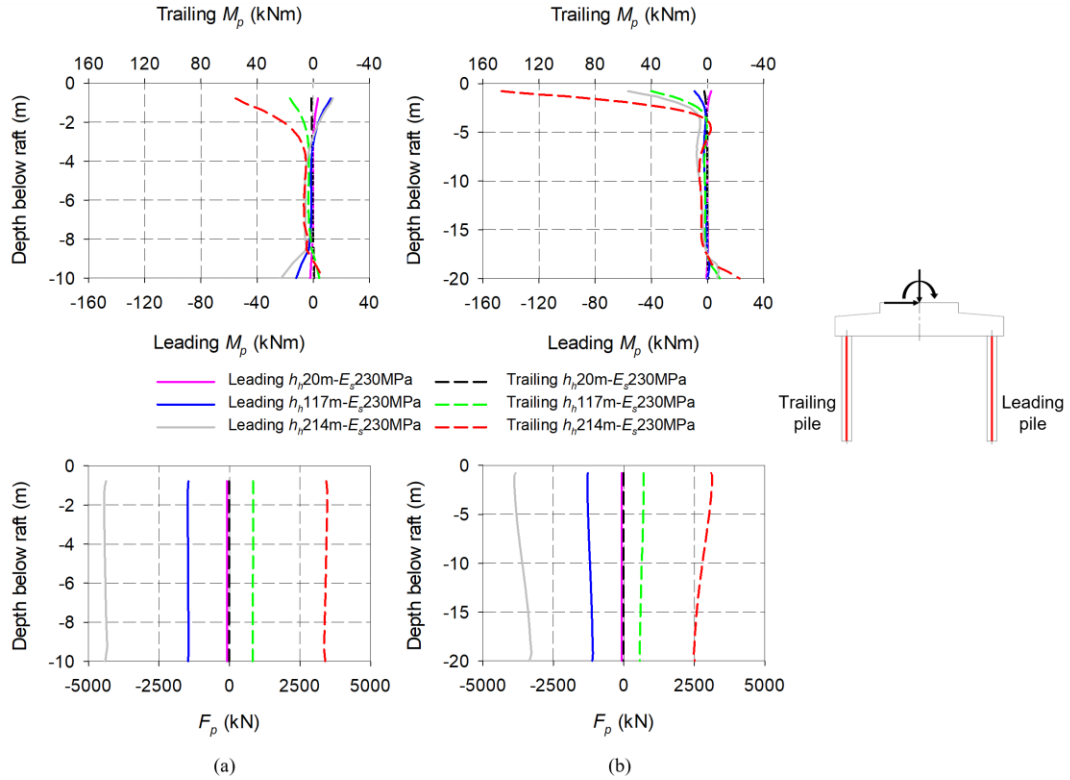 Trailing Mp (kNm)
160 120 80 40 0 -40
0
-2
-4
-6
-8
-10
Depth below raft (m)
-160 -120 -80 -40 0 40
Leading Mp (kNm)
Trailing Mp (kNm)
160 120 80 40 0 -40
0
-5
-10
-15
-20
Depth below raft (m)
-160 -120 -80 -40 0 40
Leading Mp (kNm)
Leading hh20m-Es230MPa
Leading hh117m-Es230MPa
Leading hh214m-Es230MPa
Trailing hh20m-Es230MPa
Trailing hh117m-Es230MPa
Trailing hh214m-Es230MPa
Trailing
pile
Leading
pile
0
-2
-4
-6
-8
-10
Depth below raft (m)
-5000 -2500 0 2500 5000
Fp (kN)
(a)
0
-5
-10
-15
-20
Depth below raft (m)
-5000 -2500 0 2500 5000
Fp (kN)
(b)